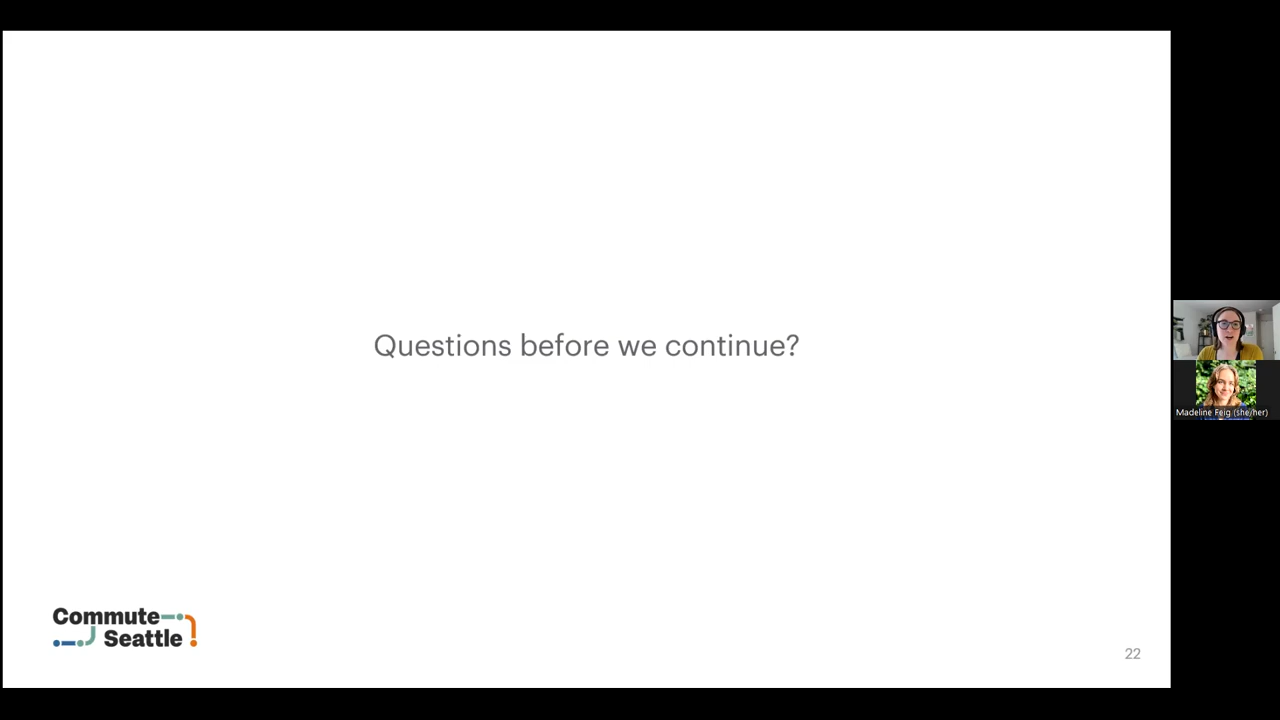 Questions before we continue?
Madeline Feig (she/her)
Commute
Seattle
22